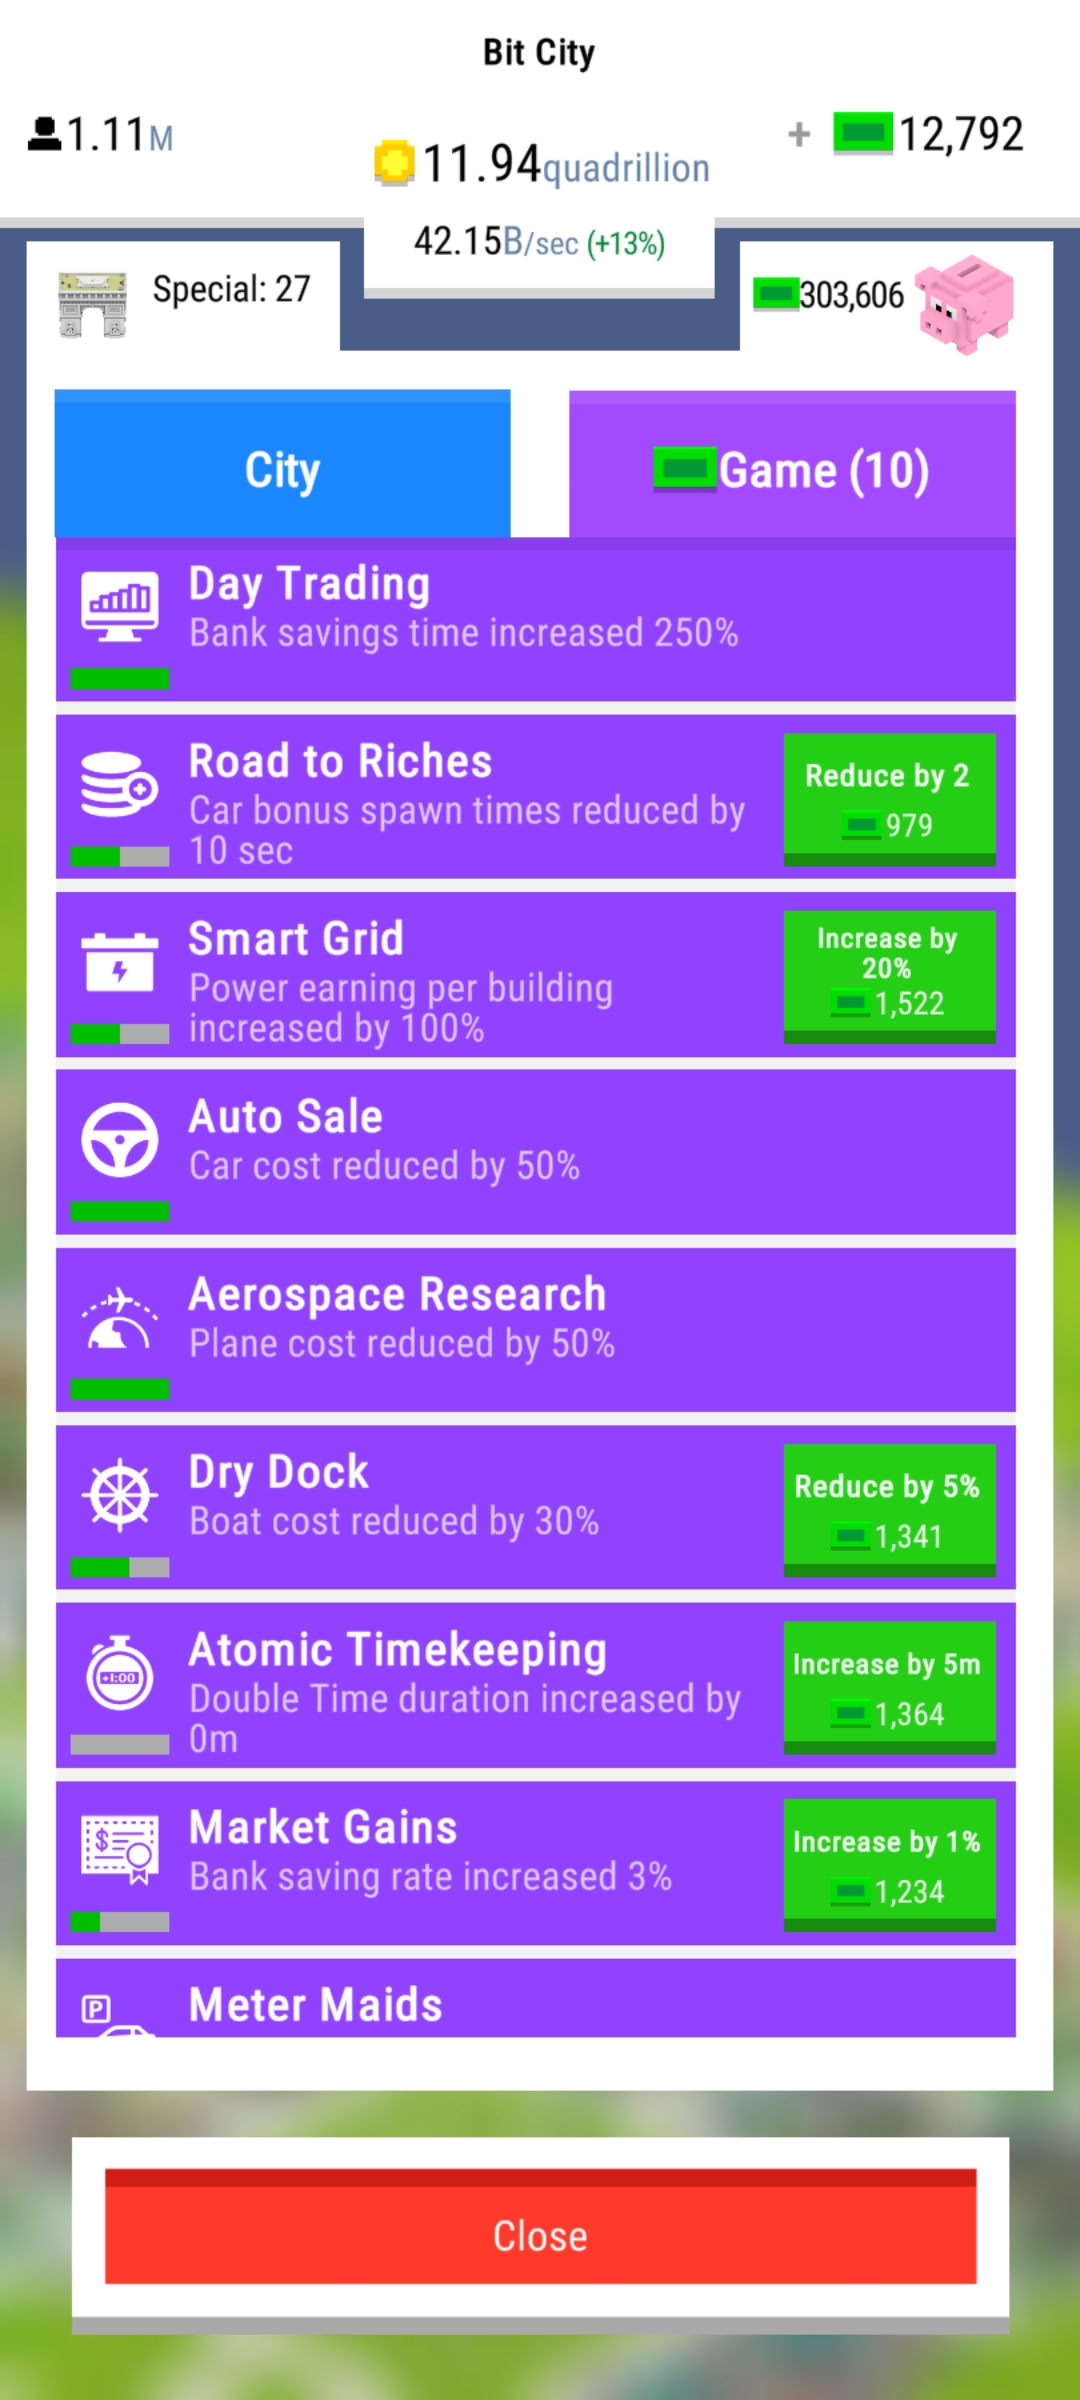 Bit City
1.11M
+ 12,792
11.94quadrillion
42.15B/sec (+13%)
Special: 27
303,606
City
Game (10)
Day Trading
Bank savings time increased 250%
Road to Riches
Car bonus spawn times reduced by
10 sec
Reduce by 2
979
Smart Grid
Power earning per building
increased by 100%
Increase by
20%
1,522
Auto Sale
Car cost reduced by 50%
Aerospace Research
Plane cost reduced by 50%
Dry Dock
Boat cost reduced by 30%
Reduce by 5%
1,341
+1:00
Atomic Timekeeping
Double Time duration increased by
0m
Increase by 5m
1,364
$
Market Gains
Bank saving rate increased 3%
Increase by 1%
1,234
P
Meter Maids
Close